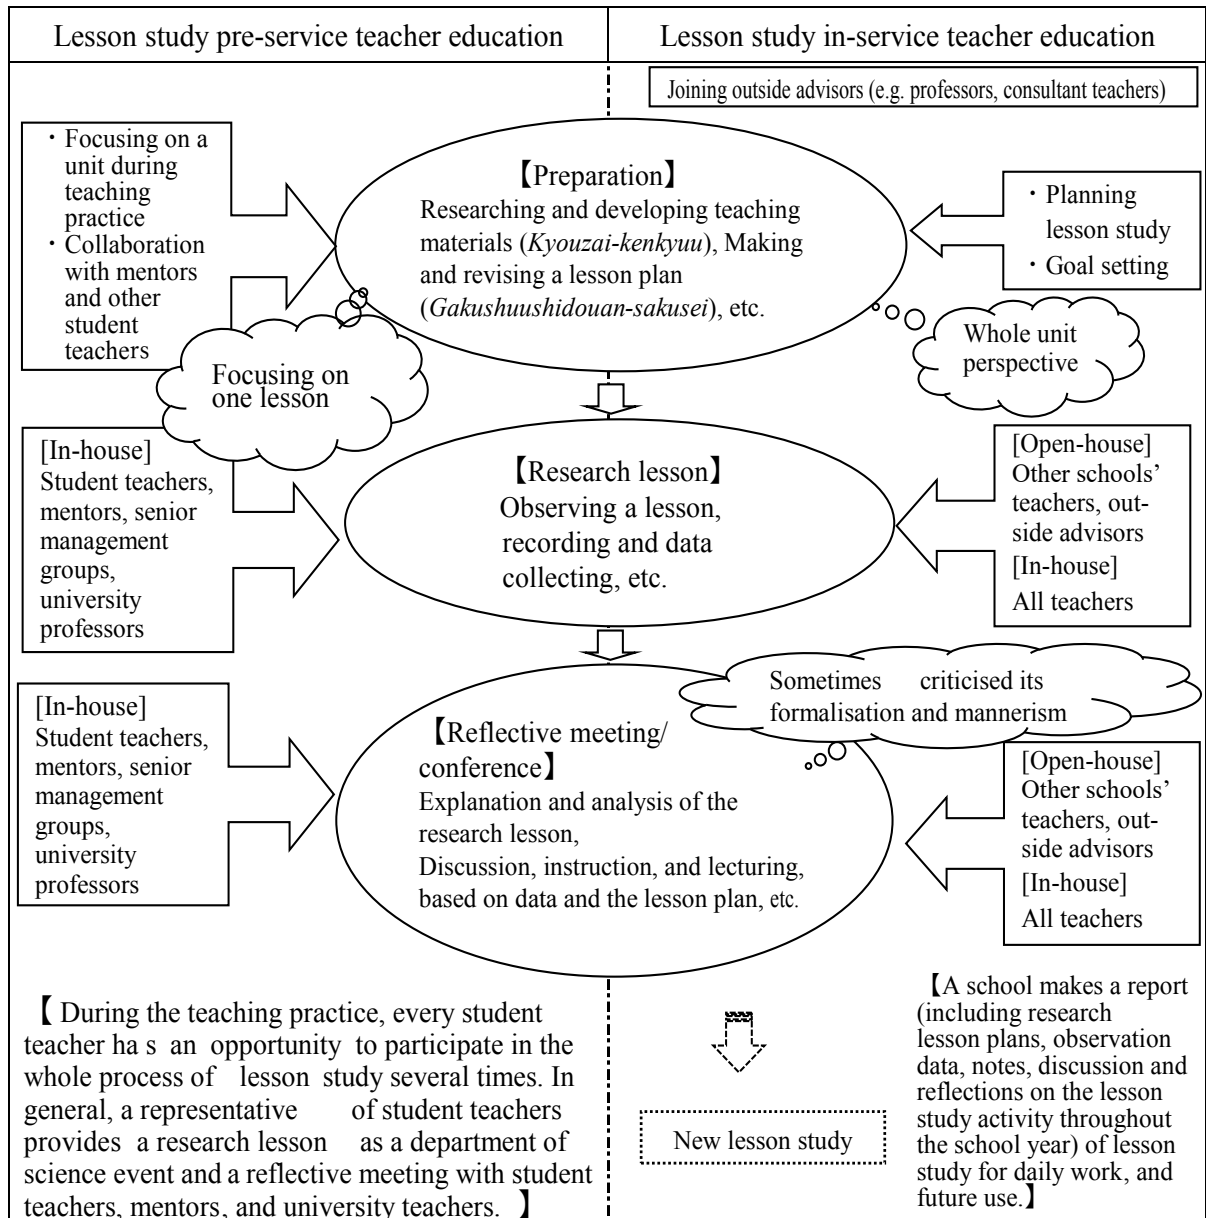 Lesson study pre-service teacher education
Lesson study in-service teacher education
Joining outside advisors (e.g. professors, consultant teachers)
・Focusing on a
unit during
teaching
practice
・Collaboration
with mentors
and other
student
teachers
【Preparation】
Researching and developing teaching
materials (Kyouzai-kenkyuu), Making
and revising a lesson plan
(Gakushuushidouan-sakusei), etc.
・Planning
lesson study
・Goal setting
Focusing on
one lesson
Whole unit
perspective
[In-house]
Student teachers,
mentors, senior
management
groups,
university
professors
【Research lesson】
Observing a lesson,
recording and data
collecting, etc.
[Open-house]
Other schools’
teachers, out-
side advisors
[In-house]
All teachers
Sometimes criticised its
formalisation and mannerism
[In-house]
Student teachers,
mentors, senior
management
groups,
university
professors
【Reflective meeting/
conference】
Explanation and analysis of the
research lesson,
Discussion, instruction, and lecturing,
based on data and the lesson plan, etc.
[Open-house]
Other schools’
teachers, out-
side advisors
[In-house]
All teachers
【 During the teaching practice, every student
teacher ha s an opportunity to participate in the
whole process of lesson study several times. In
general, a representative of student teachers
provides a research lesson as a department of
science event and a reflective meeting with student
teachers, mentors, and university teachers. 】
New lesson study
【A school makes a report
(including research
lesson plans, observation
data, notes, discussion and
reflections on the lesson
study activity throughout
the school year) of lesson
study for daily work, and
future use.】